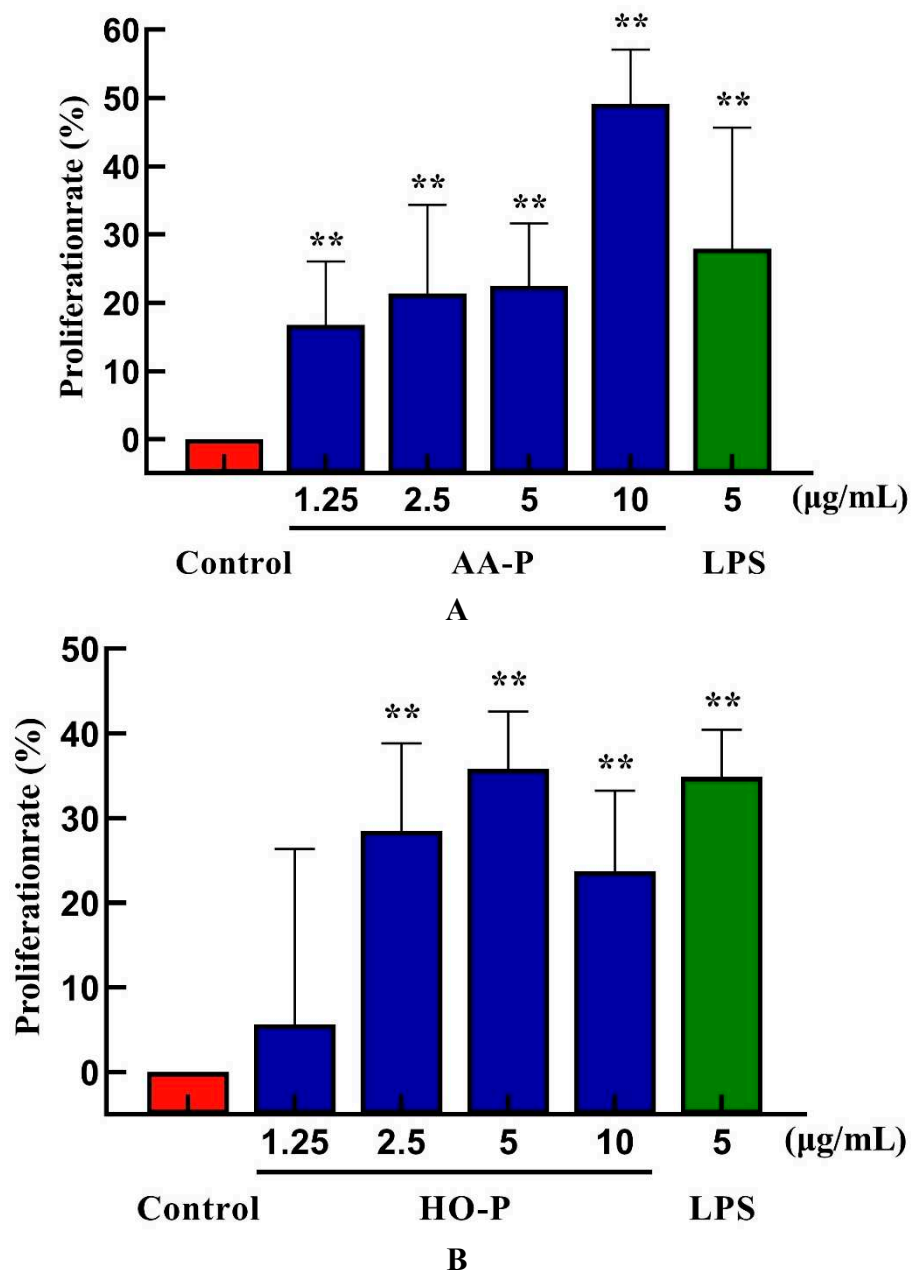 A
60
50
40
30
20
10
0
Proliferationrate (%)
**
**
**
**
**
1.25 2.5 5 10 5 (μg/mL)
Control AA-P LPS
A
50
40
30
20
10
0
Proliferationrate (%)
**
**
**
**
1.25 2.5 5 10 5 (μg/mL)
Control HO-P LPS
B